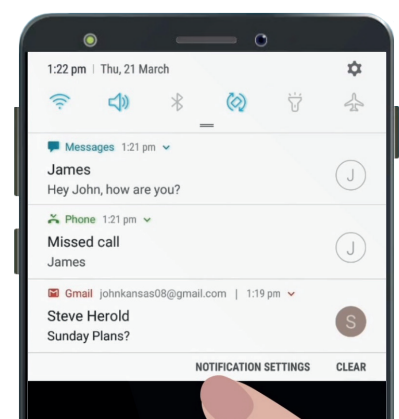 1:22 pm | Thu, 21 March
Messages 1:21 pm
James
Hey John, how are you?
J
Phone 1:21 pm
Missed call
James
J
Gmail johnkansas08@gmail.com | 1:19 pm
Steve Herold
Sunday Plans?
S
NOTIFICATION SETTINGS CLEAR